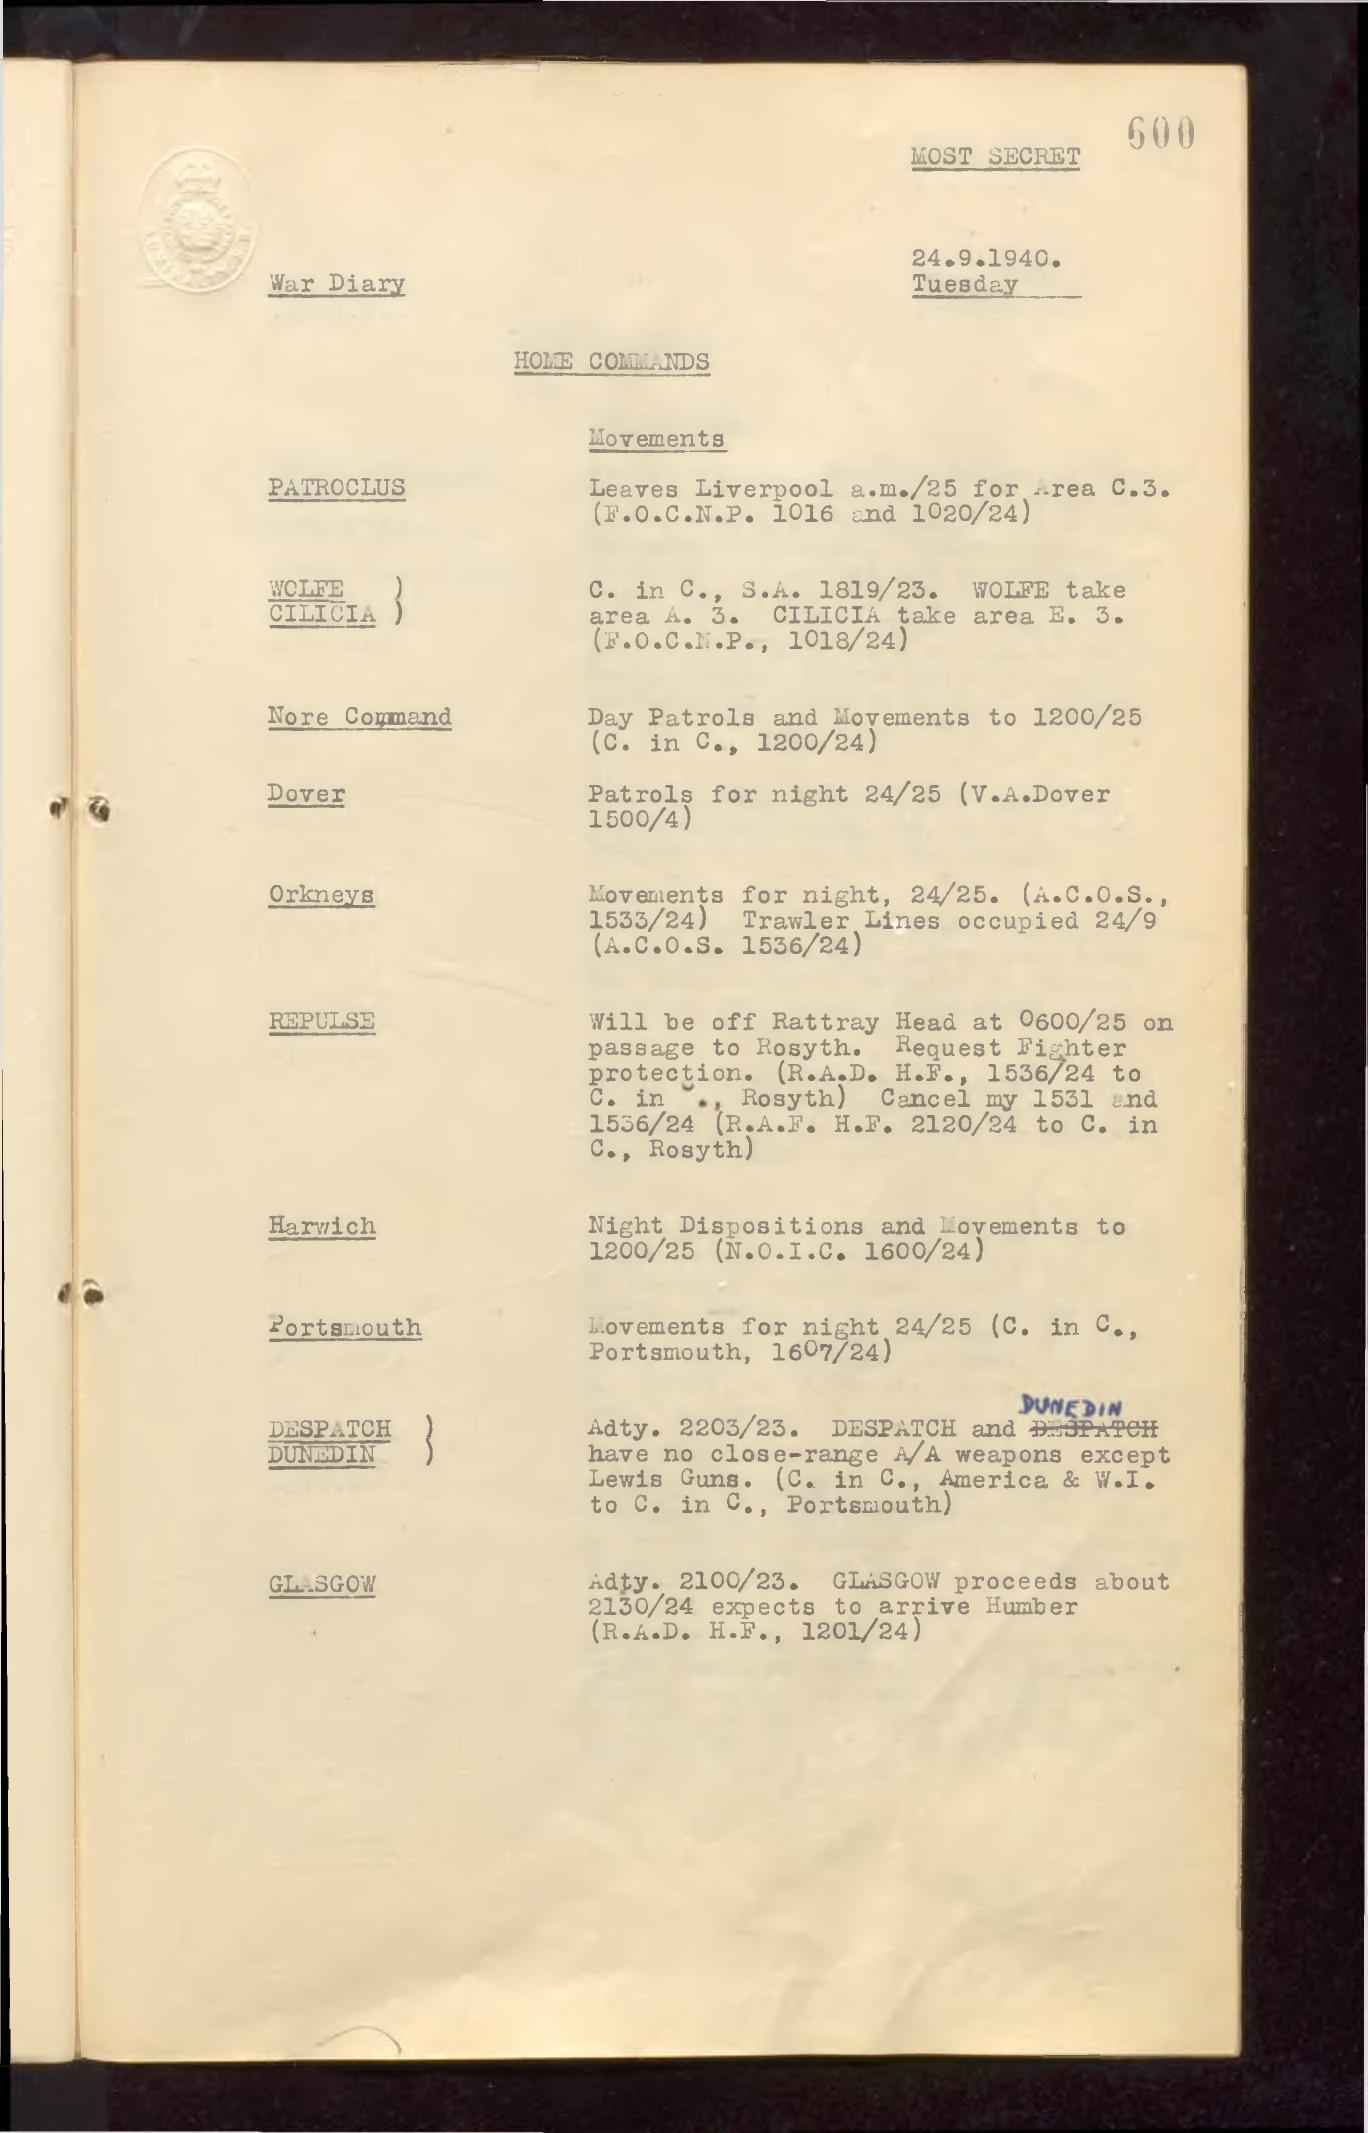 600
MOST SECRET
24.9.1940.
War Diary
Tuesday
HOME COMMANDS
Movements
PATROCLUS Leaves Liverpool a.m./25 for Area C.3.
(F.O.C.N.P. 1016 and 1020/24)
WOLFE ) C. in C., S.A. 1819/23. WOLFE take
CILICIA ) area A. 3. CILICIA take area E. 3.
(F.O.C.N.P., 1018/24)
Nore Command Day Patrols and Movements to 1200/25
(C. in C., 1200/24)
Dover Patrols for night 24/25 (V.A.Dover
1500/4)
Orkneys Movements for night, 24/25. (A.C.O.S.,
1533/24) Trawler Lines occupied 24/9
(A.C.O.S. 1536/24)
REPULSE Will be off Rattray Head at 0600/25 on
passage to Rosyth. Request Fighter
protection. (R.A.D. H.F., 1536/24 to
C. in C., Rosyth) Cancel my 1531 and
1536/24 (R.A.F. H.F. 2120/24 to C. in
C., Rosyth)
Harwich Night Dispositions and Movements to
1200/25 (N.O.I.C. 1600/24)
Portsmouth Movements for night 24/25 (C. in C.,
Portsmouth, 1607/24)
DUNEDIN
DESPATCH ) Adty. 2203/23. DESPATCH and DESPATCH
DUNEDIN ) have no close-range A/A weapons except
Lewis Guns. (C. in C., America & W.I.
to C. in C., Portsmouth)
GLASGOW Adty. 2100/23. GLASGOW proceeds about
2130/24 expects to arrive Humber
(R.A.D. H.F., 1201/24)